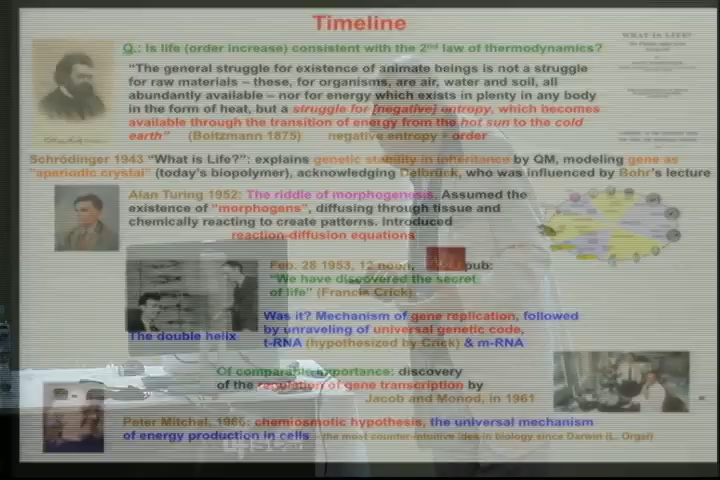 Timeline
Q.: Is life (order increase) consistent with the 2nd law of thermodynamics?
WHAT IS LIFE?
"The general struggle for existence of animate beings is not a struggle
for raw materials – these, for organisms, are air, water and soil, all
abundantly available – nor for energy which exists in plenty in any body
in the form of heat, but a struggle for [negative] entropy, which becomes
available through the transition of energy from the hot sun to the cold
earth" (Boltzmann 1875) negative entropy = order
Schrödinger 1943 "What is Life?": explains genetic stability in inheritance by QM, modeling gene as
"aperiodic crystal" (today's biopolymer), acknowledging Delbrück, who was influenced by Bohr's lecture
Alan Turing 1952: The riddle of morphogenesis. Assumed the
existence of "morphogens", diffusing through tissue and
chemically reacting to create patterns. Introduced
reaction-diffusion equations
Feb. 28 1953, 12 noon, pub:
"We have discovered the secret
of life" (Francis Crick)
Was it? Mechanism of gene replication, followed
by unraveling of universal genetic code,
The double helix
t-RNA (hypothesized by Crick) & m-RNA
Of comparable importance: discovery
of the regulation of gene transcription by
Jacob and Monod, in 1961
Peter Mitchel, 1966: chemiosmotic hypothesis, the universal mechanism
of energy production in cells - the most counter-intuitive idea in biology since Darwin (L. Orgel)